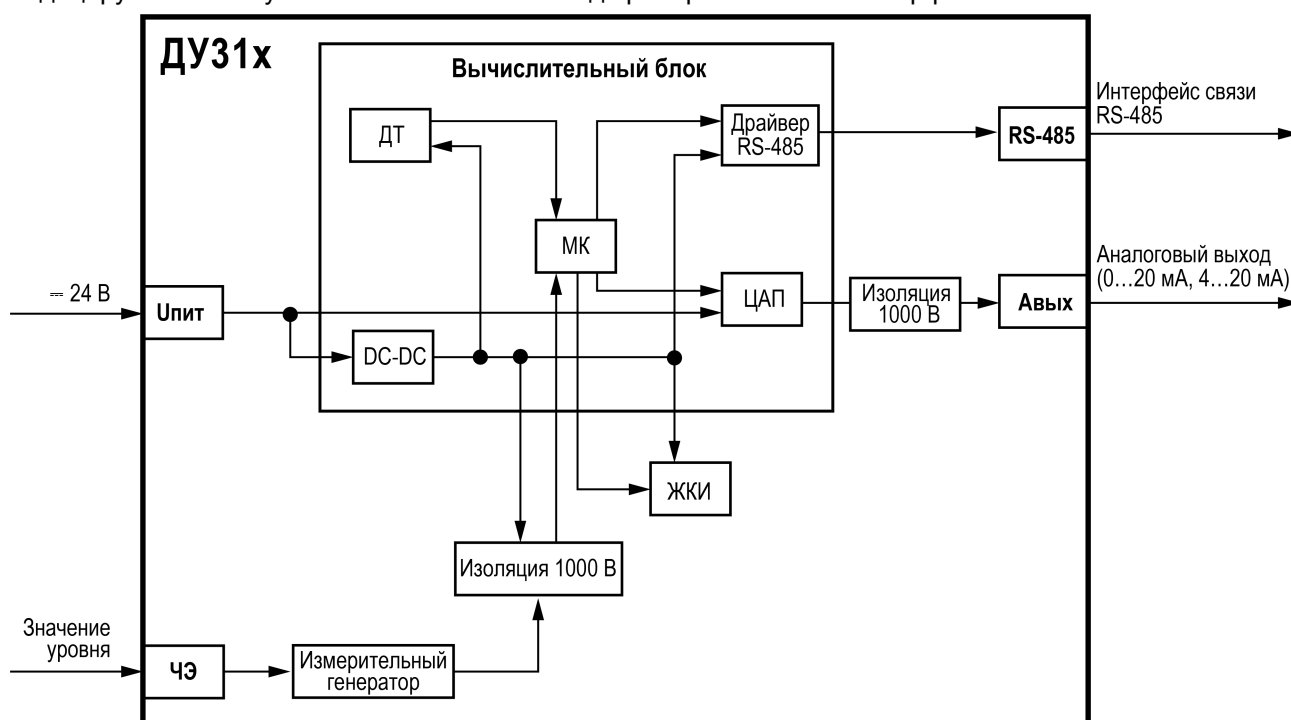 ДУ31x
Вычислительный блок
ДТ
Драйвер
RS-485
RS-485
Интерфейс связи
RS-485
МК
Аналоговый выход
(0...20 мА, 4...20 мА)
⎓ 24 В
Uпит
ЦАП
Изоляция
1000 В
Авых
DC-DC
ЖКИ
Изоляция 1000 В
Значение
уровня
ЧЭ
Измерительный
генератор